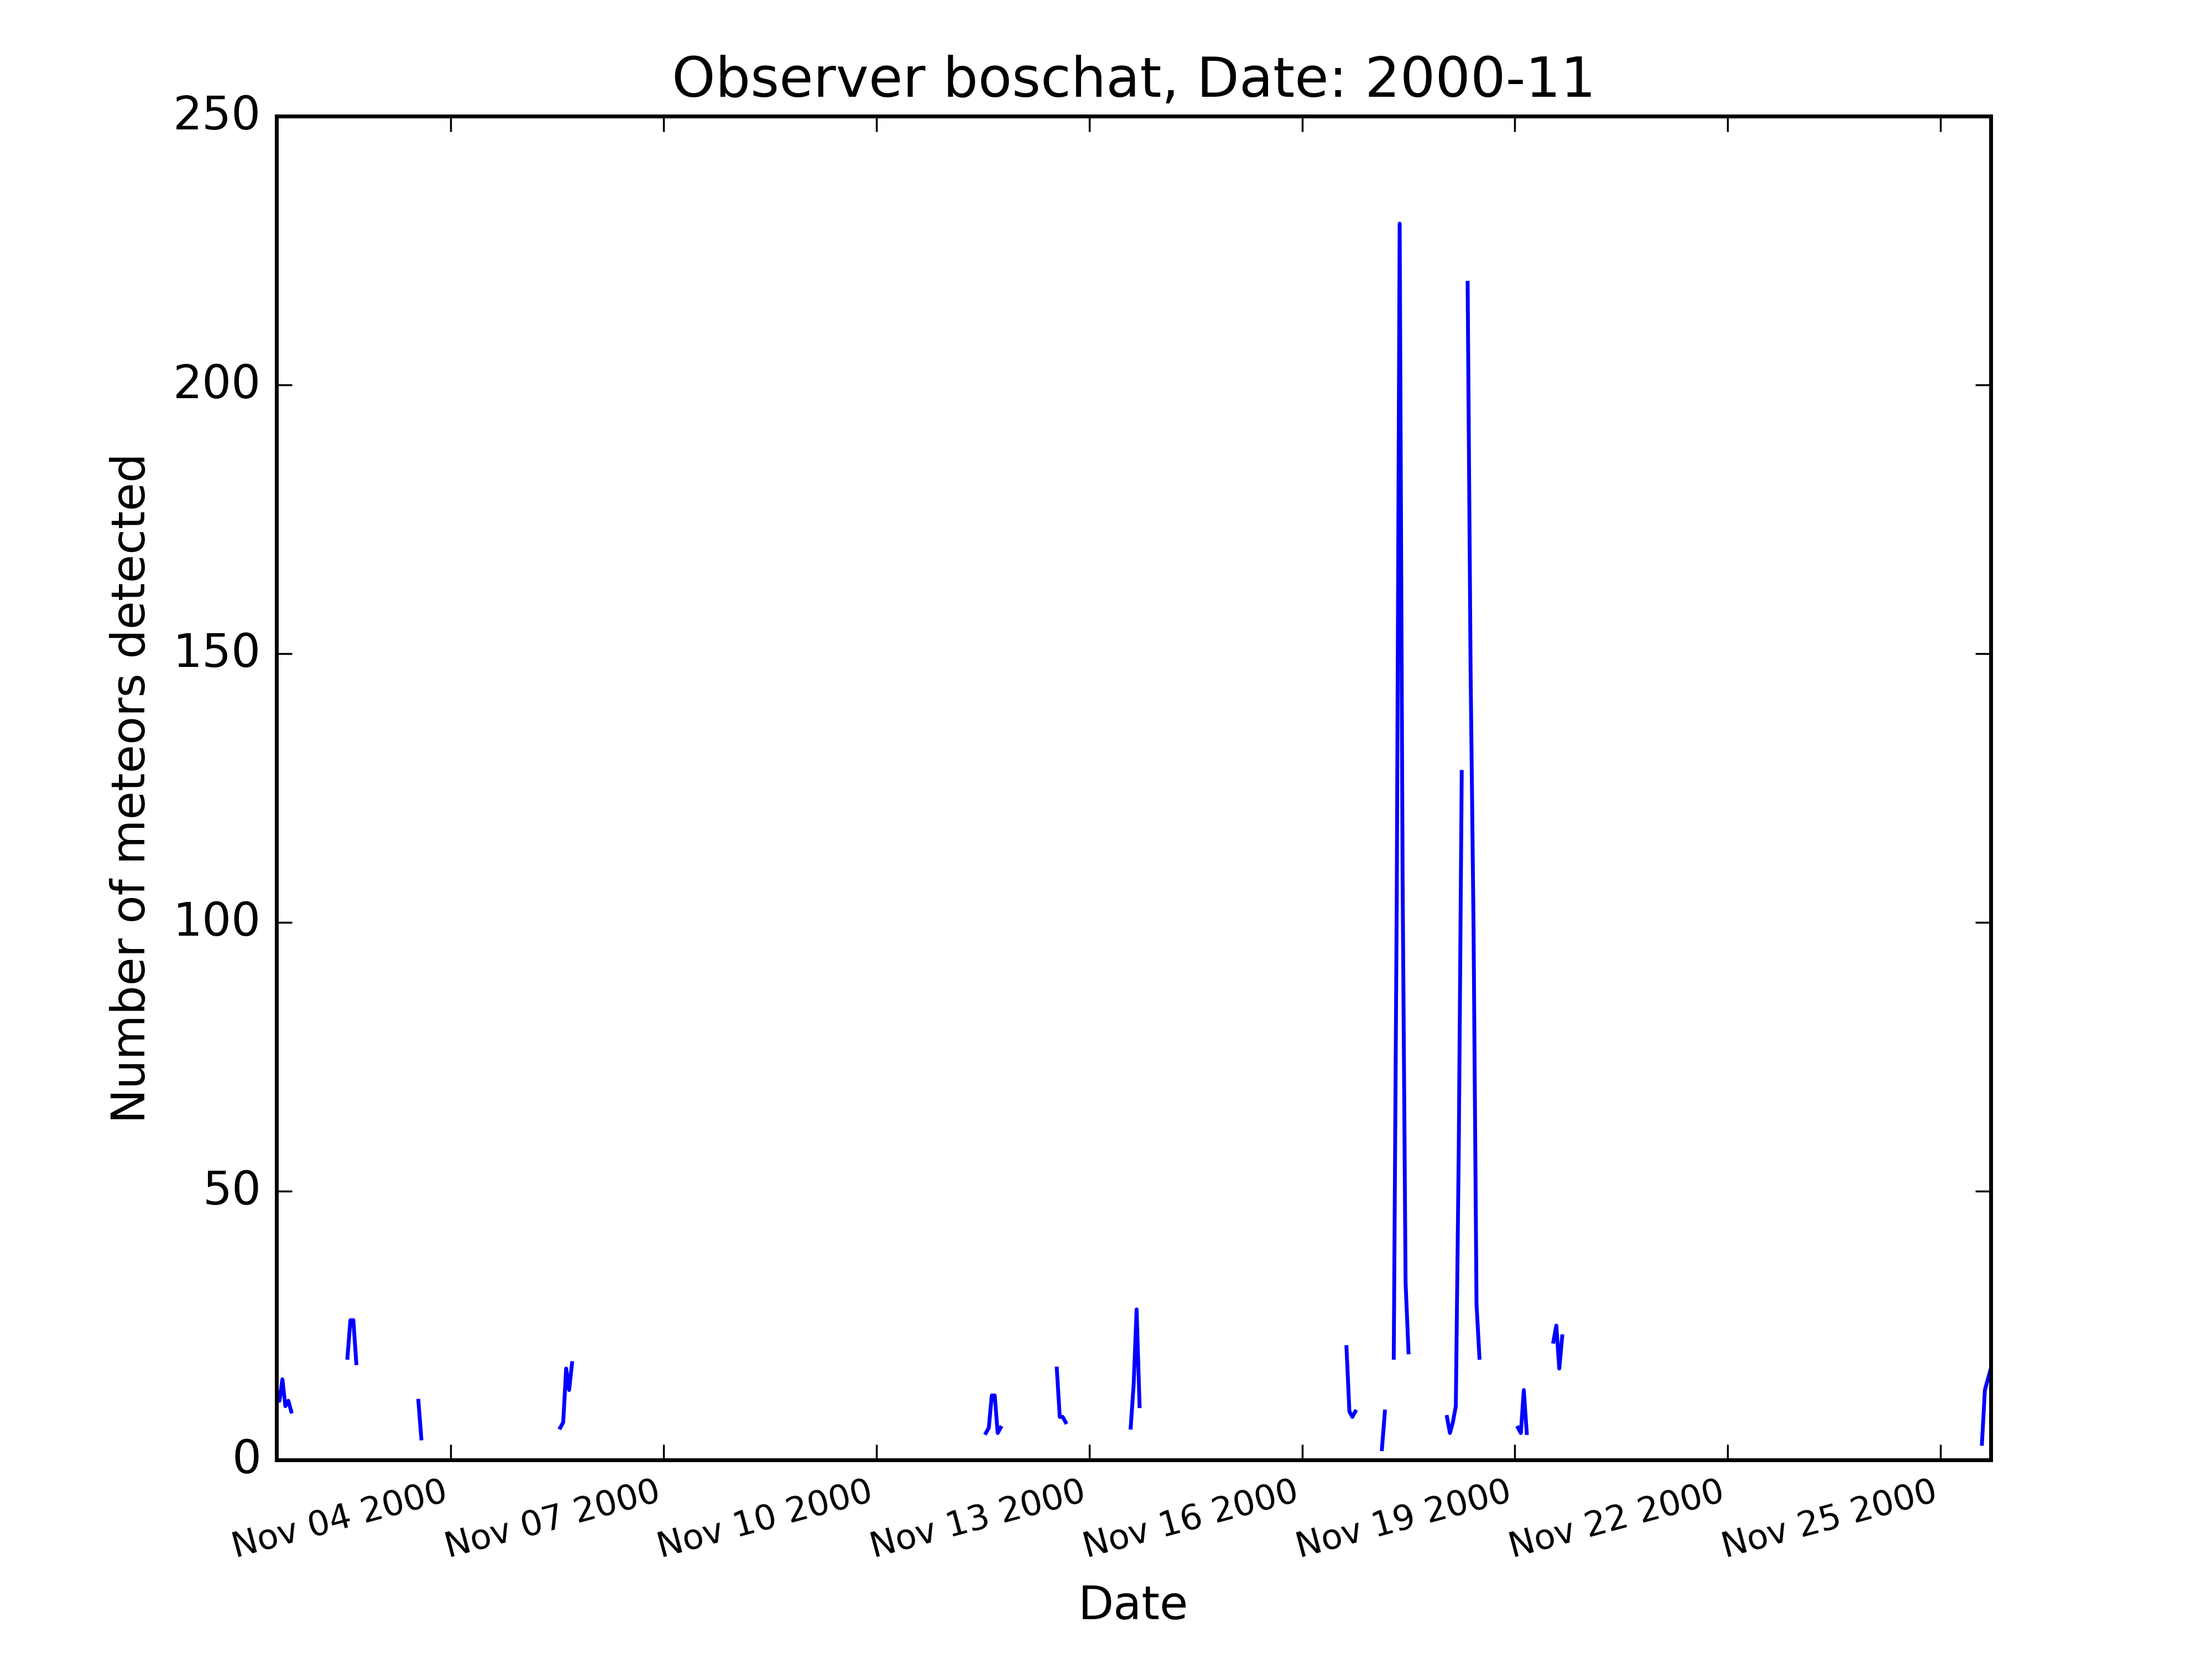 Observer boschat, Date: 2000-11
250
200
150
100
50
0
Number of meteors detected
Nov 04 2000
Nov 07 2000
Nov 10 2000
Nov 13 2000
Nov 16 2000
Nov 19 2000
Nov 22 2000
Nov 25 2000
Date